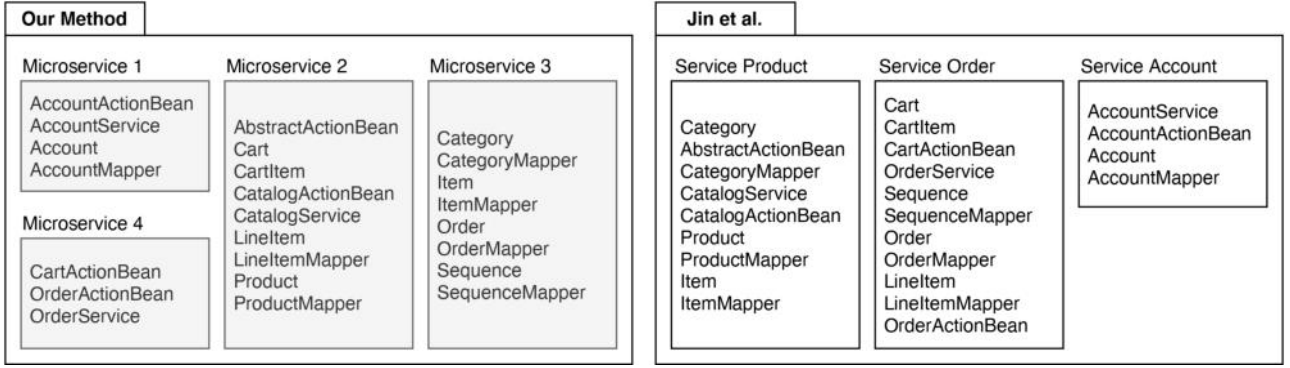 Our Method
Microservice 1
AccountActionBean
AccountService
Account
AccountMapper
Microservice 4
CartActionBean
OrderActionBean
OrderService
Microservice 2
AbstractActionBean
Cart
CartItem
CatalogActionBean
CatalogService
LineItem
LineItemMapper
Product
ProductMapper
Microservice 3
Category
CategoryMapper
Item
ItemMapper
Order
OrderMapper
Sequence
SequenceMapper
Jin et al.
Service Product
Category
AbstractActionBean
CategoryMapper
CatalogService
CatalogActionBean
Product
ProductMapper
Item
ItemMapper
Service Order
Cart
CartItem
CartActionBean
OrderService
Sequence
SequenceMapper
Order
OrderMapper
LineItem
LineItemMapper
OrderActionBean
Service Account
AccountService
AccountActionBean
Account
AccountMapper